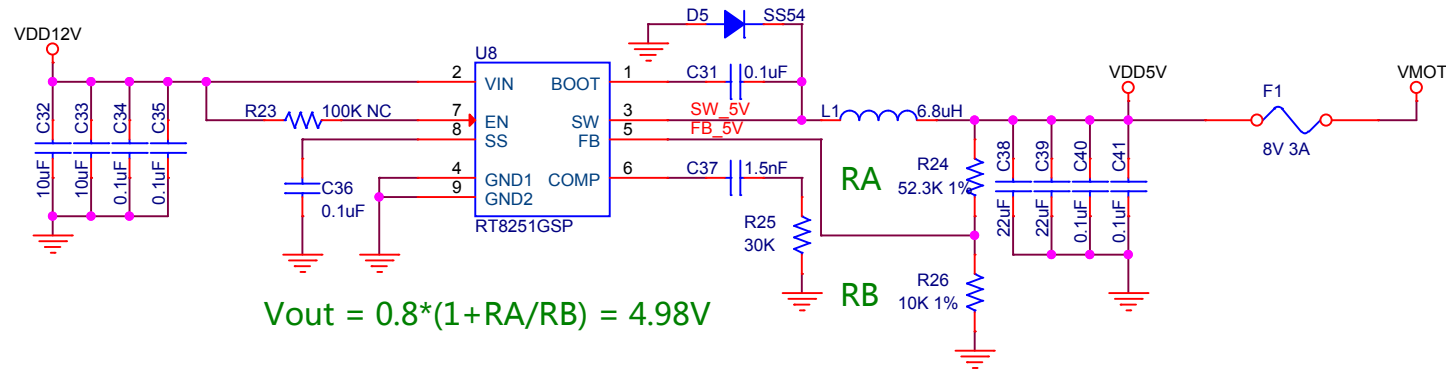 VDD12V
C32
10uF
C33
10uF
C34
0.1uF
C35
0.1uF
R23
100K NC
C36
0.1uF
U8
2
VIN
7
EN
8
SS
4
GND1
9
GND2
BOOT
1
SW
3
FB
5
COMP
6
RT8251GSP
D5
SS54
C31
0.1uF
SW_5V
FB_5V
C37
1.5nF
R25
30K
L1
6.8uH
RA
R24
52.3K 1%
RB
R26
10K 1%
C38
22uF
C39
22uF
C40
0.1uF
C41
0.1uF
VDD5V
F1
8V 3A
VMOT
Vout = 0.8*(1+RA/RB) = 4.98V